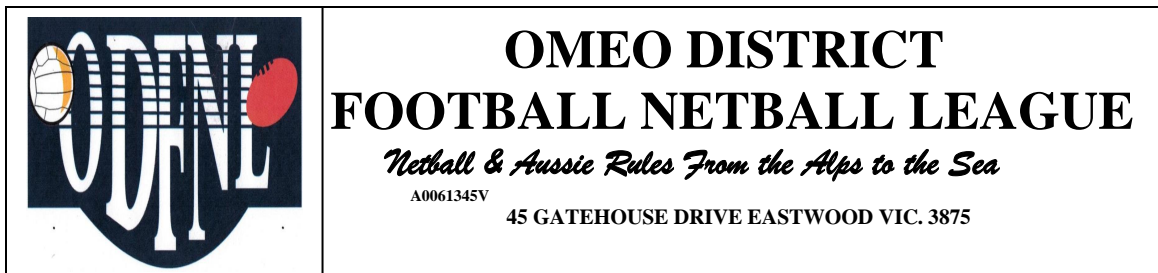 ODFNL
OMEO DISTRICT
FOOTBALL NETBALL LEAGUE
Netball & Aussie Rules From the Alps to the Sea
A0061345V
45 GATEHOUSE DRIVE EASTWOOD VIC. 3875